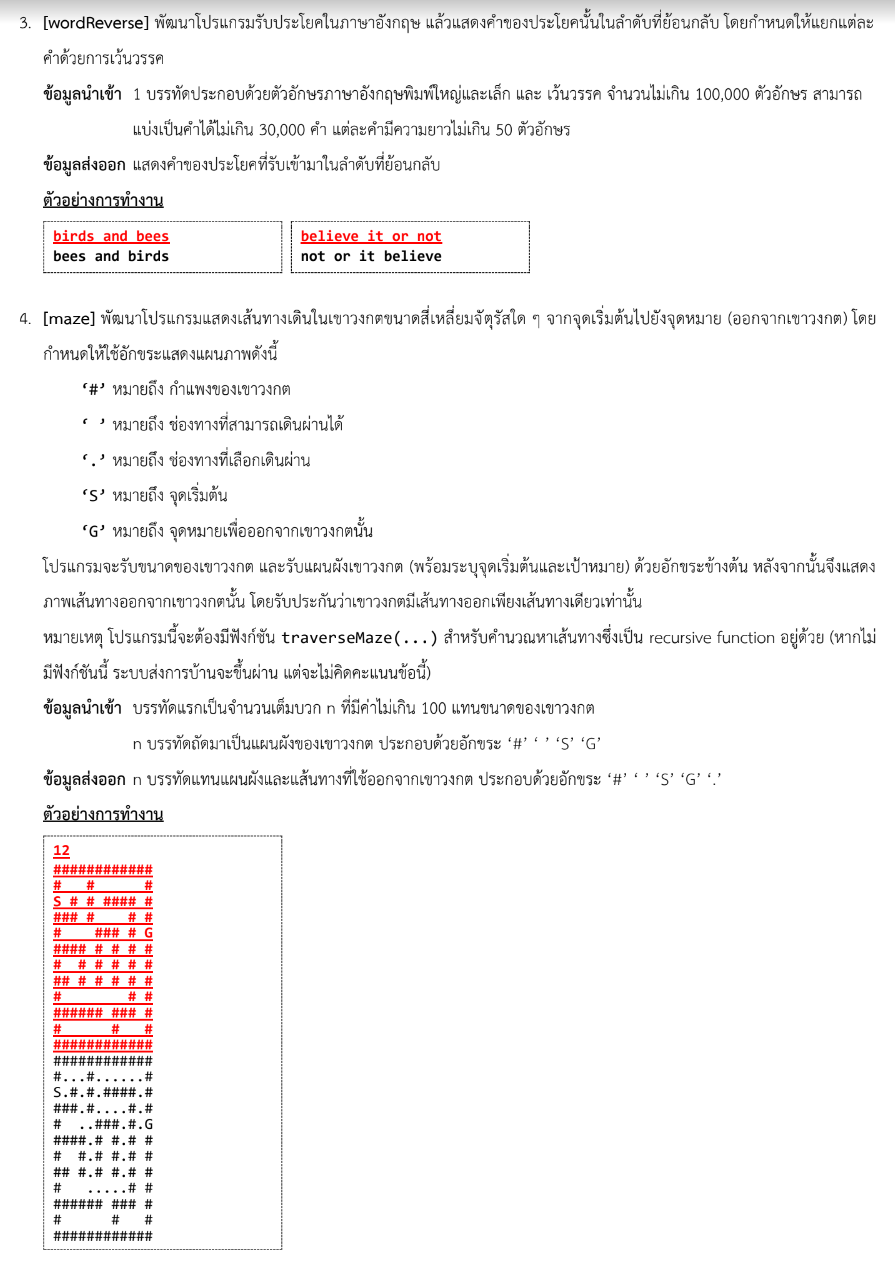 3. [wordReverse] พัฒนาโปรแกรมรับประโยคในภาษาอังกฤษ แล้วแสดงคำของประโยคนั้นในลำดับที่ย้อนกลับ โดยกำหนดให้แยกแต่ละ
คำด้วยการเว้นวรรค
ข้อมูลนำเข้า 1 บรรทัดประกอบด้วยตัวอักษรภาษาอังกฤษพิมพ์ใหญ่และเล็ก และ เว้นวรรค จำนวนไม่เกิน 100,000 ตัวอักษร สามารถ
แบ่งเป็นคำได้ไม่เกิน 30,000 คำ แต่ละคำมีความยาวไม่เกิน 50 ตัวอักษร
ข้อมูลส่งออก แสดงคำของประโยคที่รับเข้ามาในลำดับที่ย้อนกลับ
ตัวอย่างการทำงาน
birds and bees
bees and birds
believe it or not
not or it believe
4. [maze] พัฒนาโปรแกรมแสดงเส้นทางเดินในเขาวงกตขนาดสี่เหลี่ยมจัตุรัสใด ๆ จากจุดเริ่มต้นไปยังจุดหมาย (ออกจากเขาวงกต) โดย
กำหนดให้ใช้อักขระแสดงแผนภาพดังนี้
‘#’ หมายถึง กำแพงของเขาวงกต
‘ ’ หมายถึง ช่องทางที่สามารถเดินผ่านได้
‘.’ หมายถึง ช่องทางที่เลือกเดินผ่าน
‘S’ หมายถึง จุดเริ่มต้น
‘G’ หมายถึง จุดหมายเพื่อออกจากเขาวงกตนั้น
โปรแกรมจะรับขนาดของเขาวงกต และรับแผนผังเขาวงกต (พร้อมระบุจุดเริ่มต้นและเป้าหมาย) ด้วยอักขระข้างต้น หลังจากนั้นจึงแสดง
ภาพเส้นทางออกจากเขาวงกตนั้น โดยรับประกันว่าเขาวงกตมีเส้นทางออกเพียงเส้นทางเดียวเท่านั้น
หมายเหตุ โปรแกรมนี้จะต้องมีฟังก์ชัน traverseMaze(...) สำหรับคำนวณหาเส้นทางซึ่งเป็น recursive function อยู่ด้วย (หากไม่
มีฟังก์ชันนี้ ระบบส่งการบ้านจะขึ้นผ่าน แต่จะไม่คิดคะแนนข้อนี้)
ข้อมูลนำเข้า บรรทัดแรกเป็นจำนวนเต็มบวก n ที่มีค่าไม่เกิน 100 แทนขนาดของเขาวงกต
n บรรทัดถัดมาเป็นแผนผังของเขาวงกต ประกอบด้วยอักขระ ‘#’ ‘ ’ ‘S’ ‘G’
ข้อมูลส่งออก n บรรทัดแทนแผนผังและแส้นทางที่ใช้ออกจากเขาวงกต ประกอบด้วยอักขระ ‘#’ ‘ ’ ‘S’ ‘G’ ‘.’
ตัวอย่างการทำงาน
12
############
#   #      #
S # # #### #
### #    # #
#    ### # G
#### # # # #
#  # # # # #
## # # # # #
#        # #
###### ### #
#      #   #
############
############
#...#......#
S.#.#.####.#
###.#....#.#
#  ..###.#.G
####.# #.# #
#  #.# #.# #
## #.# #.# #
#   .....# #
###### ### #
#      #   #
############